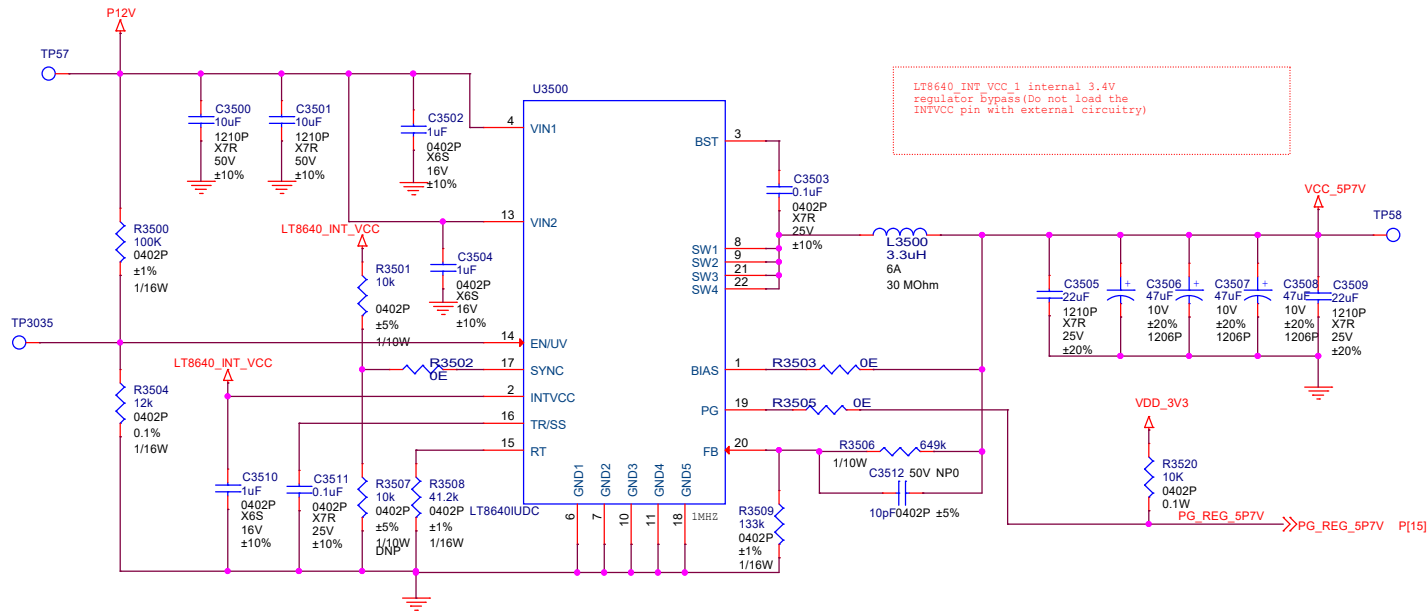 P12V
TP57
C3500
10uF
1210P
X7R
50V
±10%
C3501
10uF
1210P
X7R
50V
±10%
C3502
1uF
0402P
X6S
16V
±10%
U3500
4
VIN1
BST
3
LT8640_INT_VCC_1 internal 3.4V
regulator bypass(Do not load the
INTVCC pin with external circuitry)
C3503
0.1uF
0402P
X7R
25V
±10%
VCC_5P7V
TP58
R3500
100K
0402P
±1%
1/16W
13
VIN2
LT8640_INT_VCC
R3501
10k
0402P
±5%
1/10W
C3504
1uF
0402P
X6S
16V
±10%
SW1
8
SW2
9
SW3
21
SW4
22
L3500
3.3uH
6A
30 MOhm
C3505
22uF
1210P
X7R
25V
±20%
C3506
47uF
10V
±20%
1206P
C3507
47uF
10V
±20%
1206P
C3508
47uF
10V
±20%
1206P
C3509
22uF
1210P
X7R
25V
±20%
+
+
+
TP3035
14
EN/UV
R3502
0E
17
SYNC
BIAS
1
R3503
0E
LT8640_INT_VCC
2
INTVCC
R3504
12k
0402P
0.1%
1/16W
16
TR/SS
PG
19
R3505
0E
VDD_3V3
15
RT
FB
20
R3506
649k
1/10W
C3512
50V NP0
10pF
0402P ±5%
R3520
10K
0402P
0.1W
C3510
1uF
0402P
X6S
16V
±10%
C3511
0.1uF
0402P
X7R
25V
±10%
R3507
10k
0402P
±5%
1/10W
DNP
R3508
41.2k
0402P
±1%
1/16W
LT8640IUDC
GND1
GND2
GND3
GND4
GND5
6
7
10
11
18
1MHZ
R3509
133k
0402P
±1%
1/16W
PG_REG_5P7V
PG_REG_5P7V P[15]